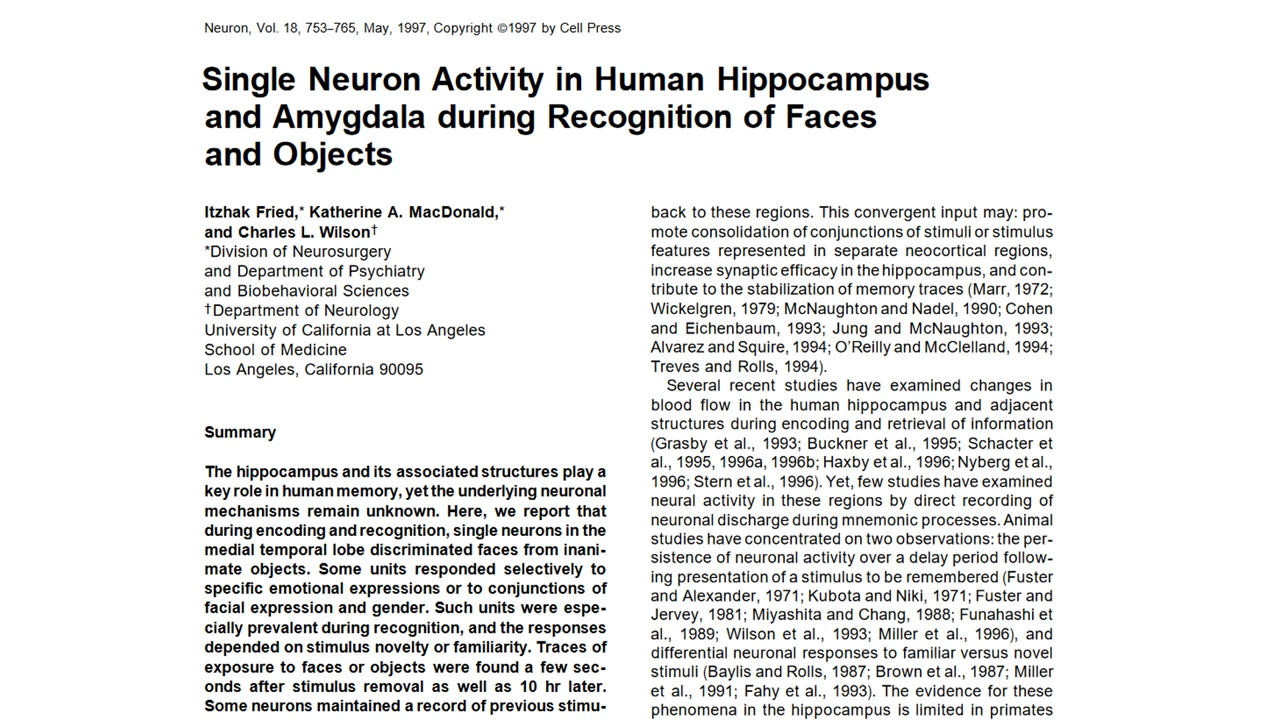 Neuron, Vol. 18, 753–765, May, 1997, Copyright ©1997 by Cell Press
Single Neuron Activity in Human Hippocampus
and Amygdala during Recognition of Faces
and Objects
Itzhak Fried,* Katherine A. MacDonald,*
and Charles L. Wilson†
*Division of Neurosurgery
and Department of Psychiatry
and Biobehavioral Sciences
†Department of Neurology
University of California at Los Angeles
School of Medicine
Los Angeles, California 90095
Summary
The hippocampus and its associated structures play a
key role in human memory, yet the underlying neuronal
mechanisms remain unknown. Here, we report that
during encoding and recognition, single neurons in the
medial temporal lobe discriminated faces from inani-
mate objects. Some units responded selectively to
specific emotional expressions or to conjunctions of
facial expression and gender. Such units were espe-
cially prevalent during recognition, and the responses
depended on stimulus novelty or familiarity. Traces of
exposure to faces or objects were found a few sec-
onds after stimulus removal as well as 10 hr later.
Some neurons maintained a record of previous stimu-
back to these regions. This convergent input may: pro-
mote consolidation of conjunctions of stimuli or stimulus
features represented in separate neocortical regions,
increase synaptic efficacy in the hippocampus, and con-
tribute to the stabilization of memory traces (Marr, 1972;
Wickelgren, 1979; McNaughton and Nadel, 1990; Cohen
and Eichenbaum, 1993; Jung and McNaughton, 1993;
Alvarez and Squire, 1994; O'Reilly and McClelland, 1994;
Treves and Rolls, 1994).
Several recent studies have examined changes in
blood flow in the human hippocampus and adjacent
structures during encoding and retrieval of information
(Grasby et al., 1993; Buckner et al., 1995; Schacter et
al., 1995, 1996a, 1996b; Haxby et al., 1996; Nyberg et al.,
1996; Stern et al., 1996). Yet, few studies have examined
neural activity in these regions by direct recording of
neuronal discharge during mnemonic processes. Animal
studies have concentrated on two observations: the per-
sistence of neuronal activity over a delay period follow-
ing presentation of a stimulus to be remembered (Fuster
and Alexander, 1971; Kubota and Niki, 1971; Fuster and
Jervey, 1981; Miyashita and Chang, 1988; Funahashi et
al., 1989; Wilson et al., 1993; Miller et al., 1996), and
differential neuronal responses to familiar versus novel
stimuli (Baylis and Rolls, 1987; Brown et al., 1987; Miller
et al., 1991; Fahy et al., 1993). The evidence for these
phenomena in the hippocampus is limited in primates